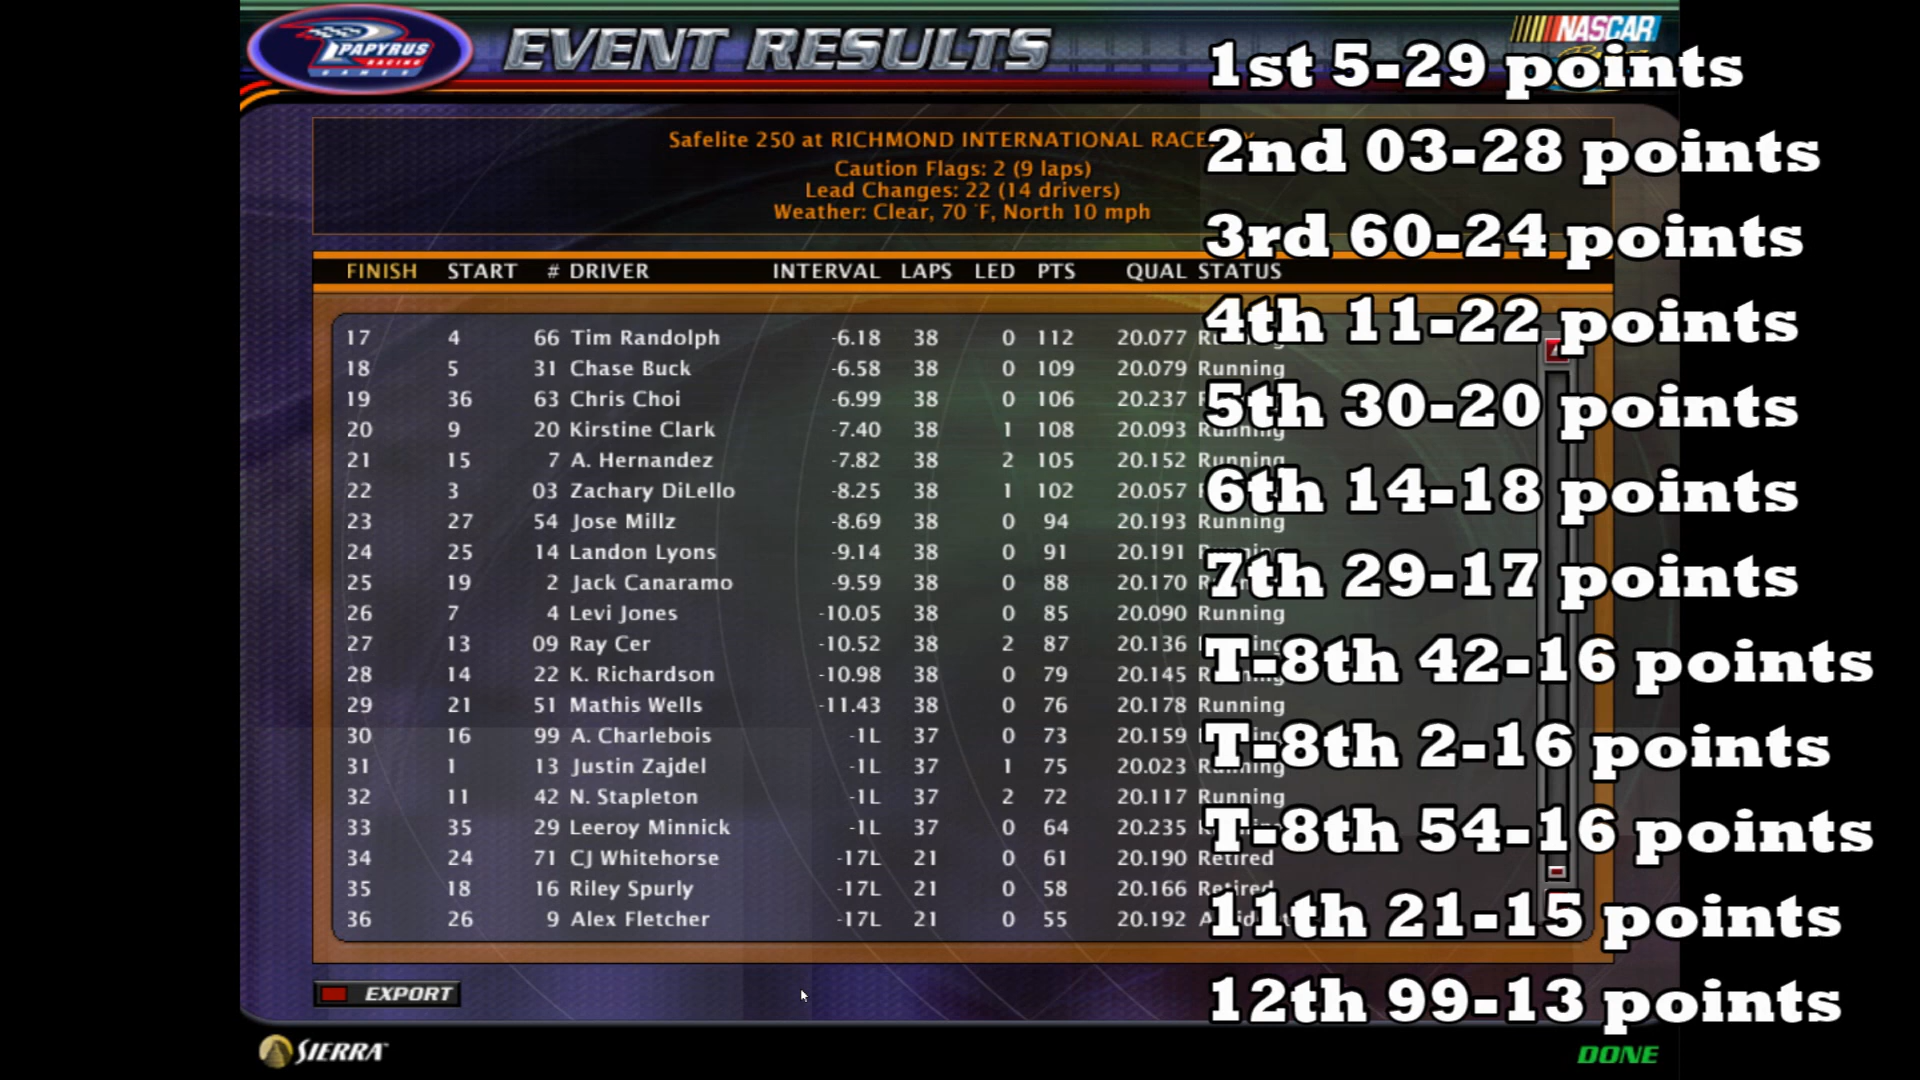 PAPYRUS
RACING
GAMES
EVENT RESULTS
NASCAR
1st 5-29 points
2nd 03-28 points
3rd 60-24 points
4th 11-22 points
5th 30-20 points
6th 14-18 points
7th 29-17 points
T-8th 42-16 points
T-8th 2-16 points
T-8th 54-16 points
11th 21-15 points
12th 99-13 points
Safelite 250 at RICHMOND INTERNATIONAL
Caution Flags: 2 (9 laps)
Lead Changes: 22 (14 drivers)
Weather: Clear, 70 °F, North 10 mph
FINISH START # DRIVER INTERVAL LAPS LED PTS QUAL STATUS
17 4 66 Tim Randolph -6.18 38 0 112 20.077
18 5 31 Chase Buck -6.58 38 0 109 20.079 Running
19 36 63 Chris Choi -6.99 38 0 106 20.237
20 9 20 Kirstine Clark -7.40 38 1 108 20.093 Running
21 15 7 A. Hernandez -7.82 38 2 105 20.152 Running
22 3 03 Zachary DiLello -8.25 38 1 102 20.057
23 27 54 Jose Millz -8.69 38 0 94 20.193 Running
24 25 14 Landon Lyons -9.14 38 0 91 20.191
25 19 2 Jack Canaramo -9.59 38 0 88 20.170
26 7 4 Levi Jones -10.05 38 0 85 20.090 Running
27 13 09 Ray Cer -10.52 38 2 87 20.136
28 14 22 K. Richardson -10.98 38 0 79 20.145
29 21 51 Mathis Wells -11.43 38 0 76 20.178 Running
30 16 99 A. Charlebois -1L 37 0 73 20.159
31 1 13 Justin Zajdel -1L 37 1 75 20.023 Running
32 11 42 N. Stapleton -1L 37 2 72 20.117 Running
33 35 29 Leeroy Minnick -1L 37 0 64 20.235
34 24 71 CJ Whitehorse -17L 21 0 61 20.190 Retired
35 18 16 Riley Spurly -17L 21 0 58 20.166 Retired
36 26 9 Alex Fletcher -17L 21 0 55 20.192
EXPORT
SIERRA
DONE